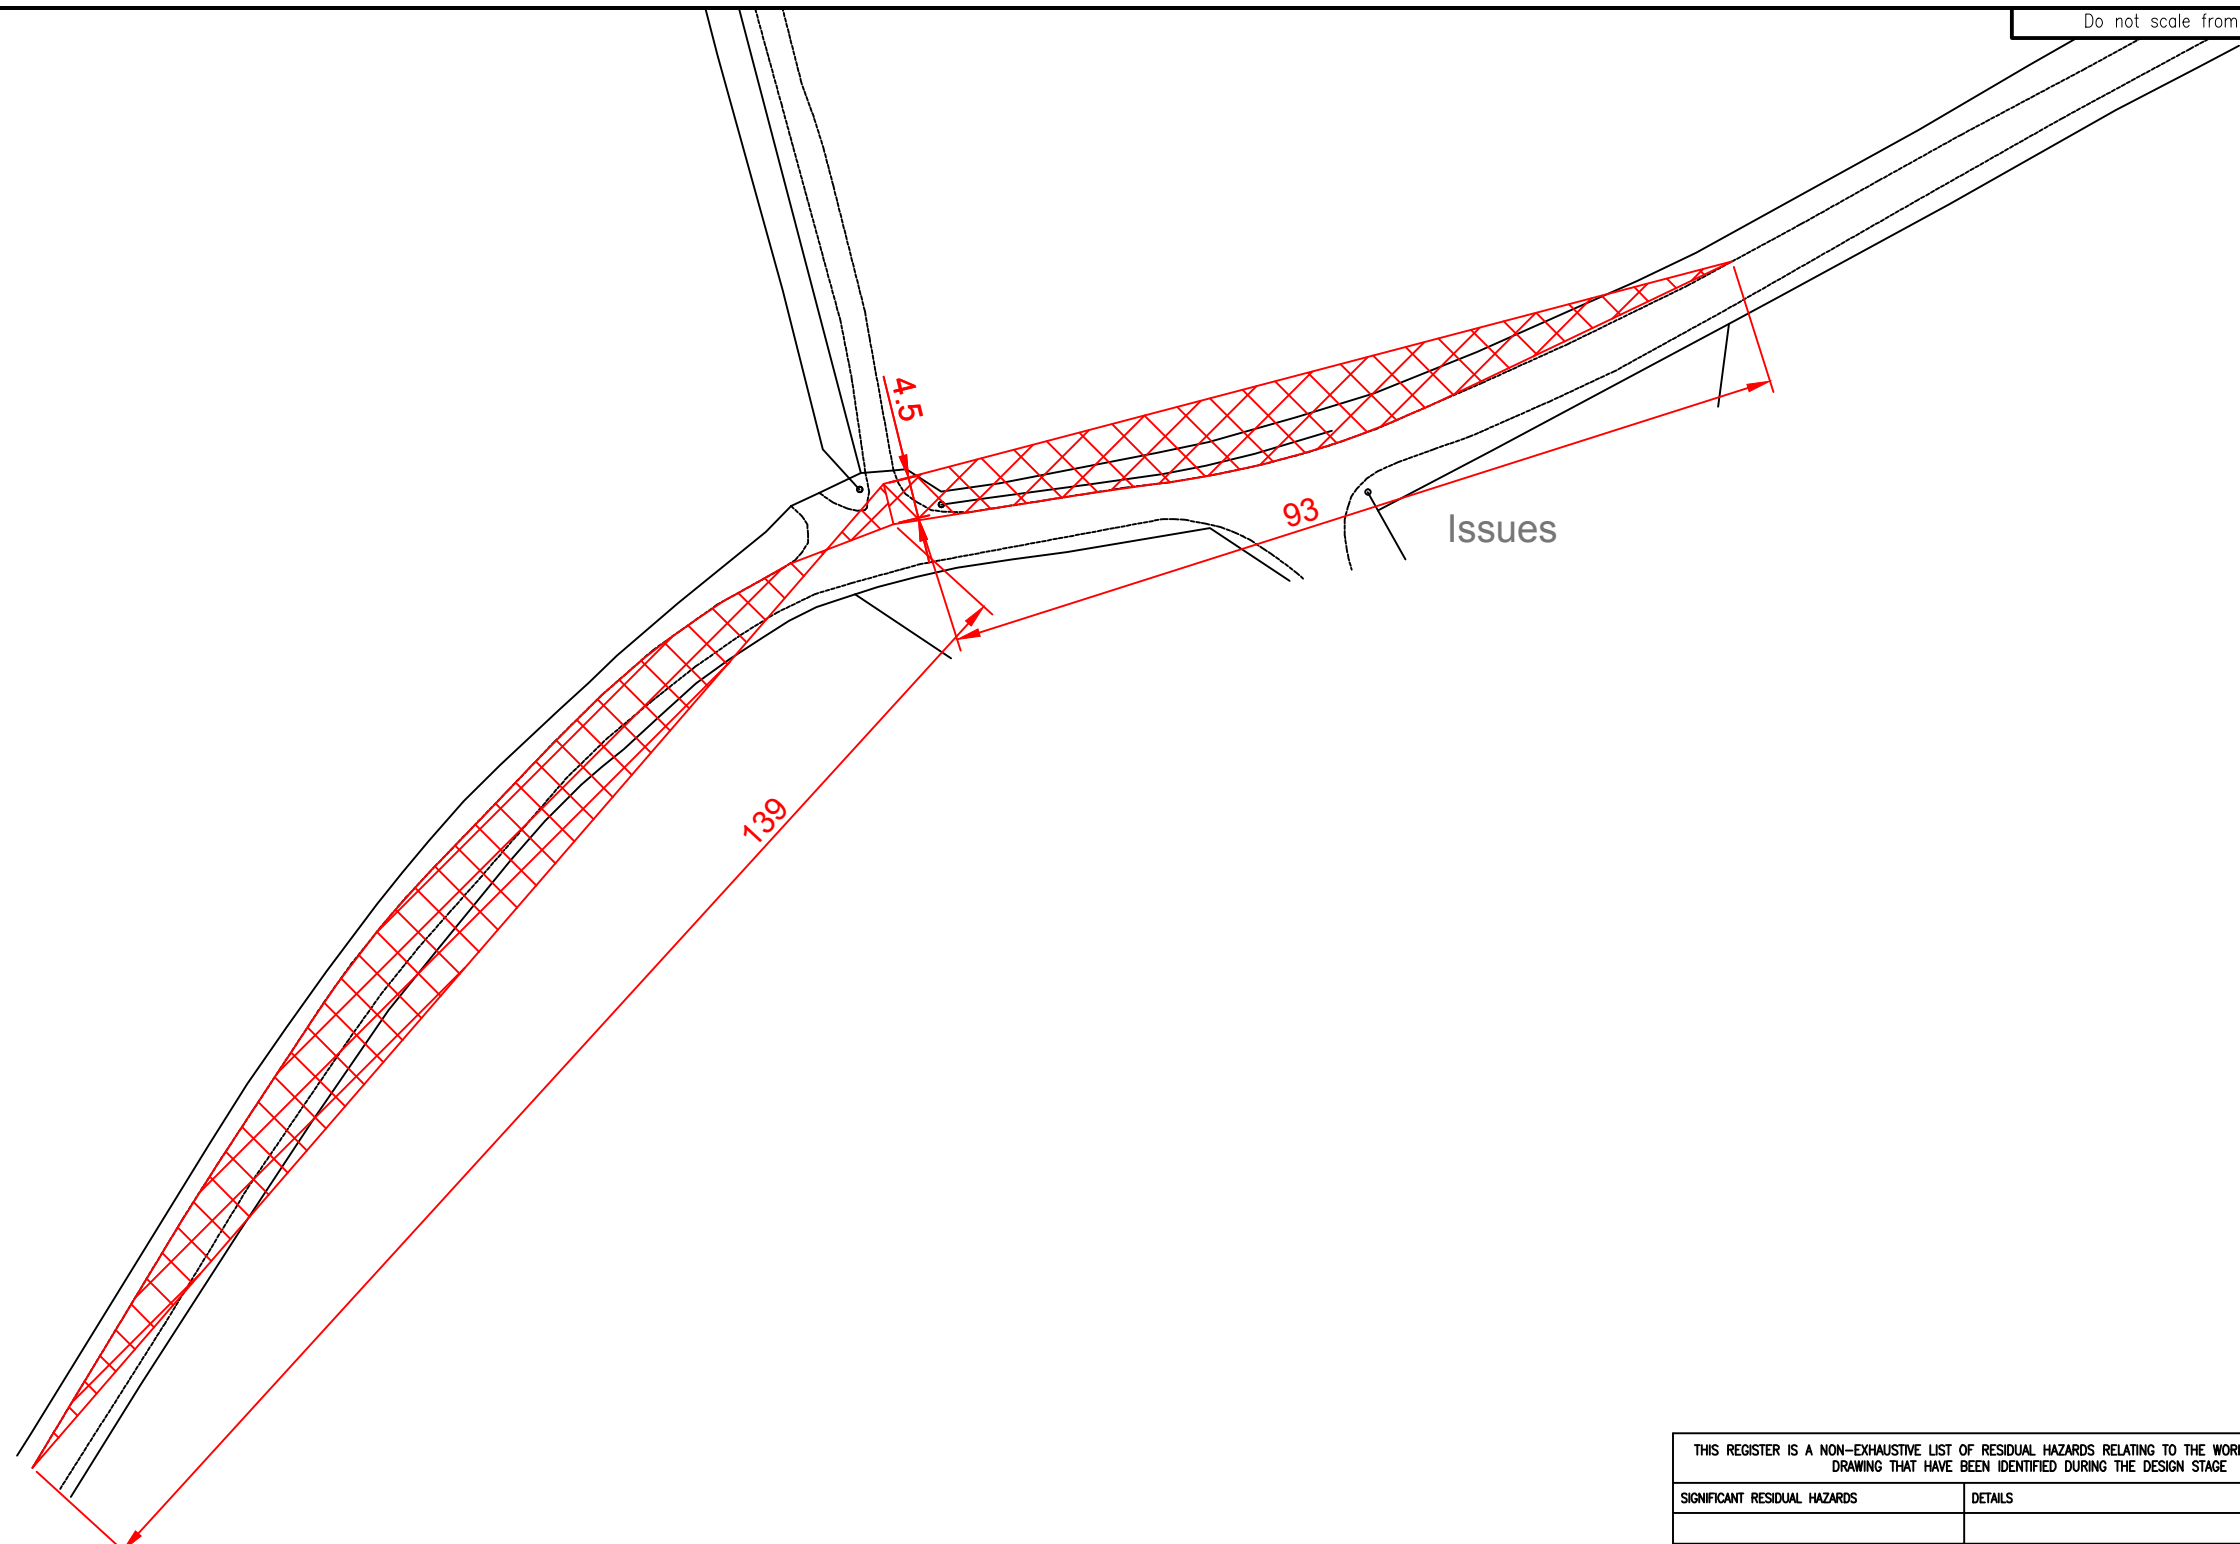 Do not scale from
4.5
93
Issues
139
THIS REGISTER IS A NON-EXHAUSTIVE LIST OF RESIDUAL HAZARDS RELATING TO THE
DRAWING THAT HAVE BEEN IDENTIFIED DURING THE DESIGN STAGE
SIGNIFICANT RESIDUAL HAZARDS
DETAILS